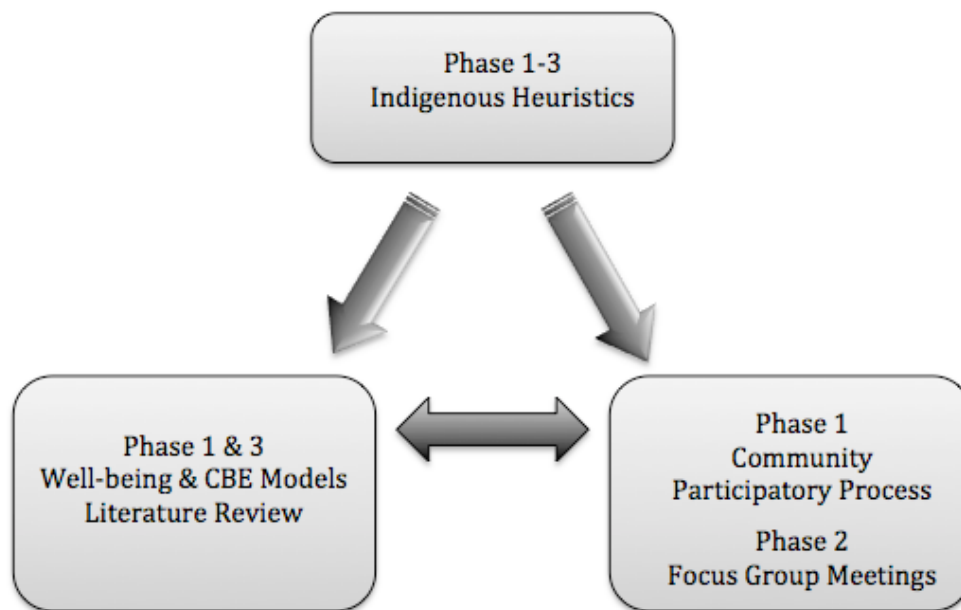 Phase 1-3
Indigenous Heuristics
Phase 1 & 3
Well-being & CBE Models
Literature Review
Phase 1
Community
Participatory Process
Phase 2
Focus Group Meetings